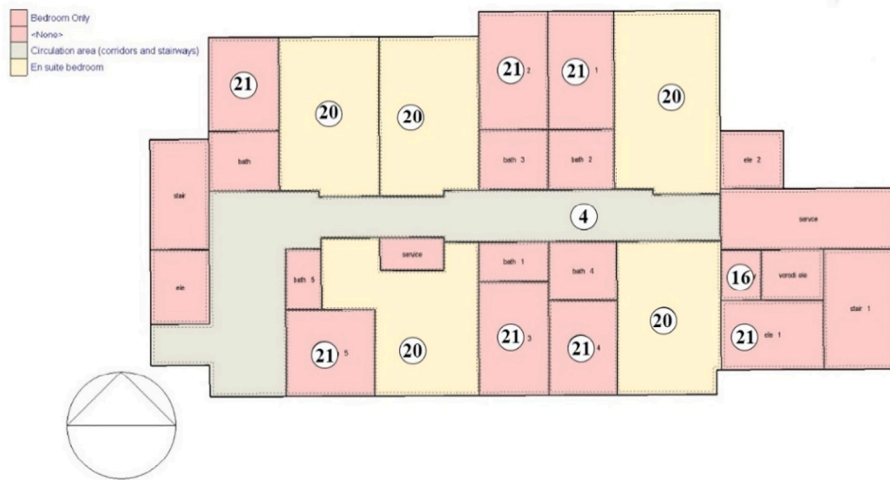 Bedroom Only
<None>
Circulation area (corridors and stairways)
En suite bedroom
21
20
20
21 2
21 1
20
bath
bath 3
bath 2
ele 2
stair
4
service
service
bath 1
bath 4
ele
bath 5
16
vorodi ele
stair 1
21 5
20
21 3
21 4
20
21 ele 1